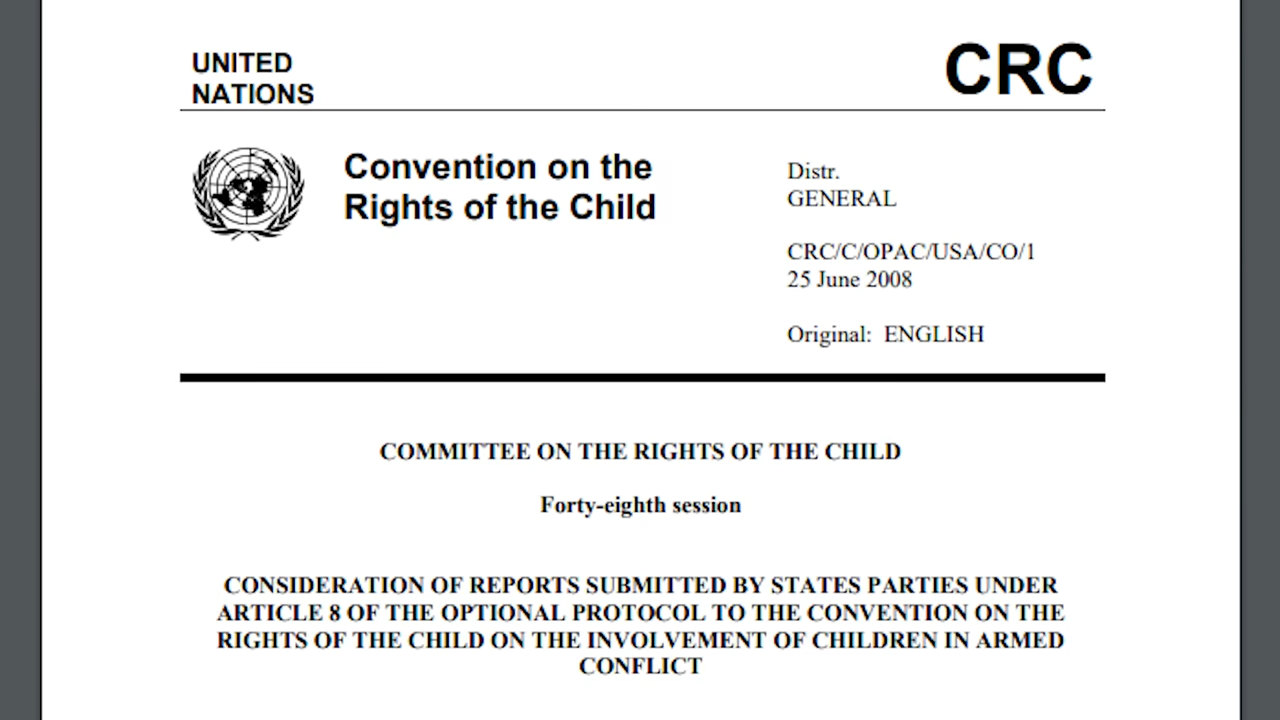 UNITED
NATIONS
CRC
Convention on the
Rights of the Child
Distr.
GENERAL
CRC/C/OPAC/USA/CO/1
25 June 2008
Original: ENGLISH
COMMITTEE ON THE RIGHTS OF THE CHILD
Forty-eighth session
CONSIDERATION OF REPORTS SUBMITTED BY STATES PARTIES UNDER
ARTICLE 8 OF THE OPTIONAL PROTOCOL TO THE CONVENTION ON THE
RIGHTS OF THE CHILD ON THE INVOLVEMENT OF CHILDREN IN ARMED
CONFLICT